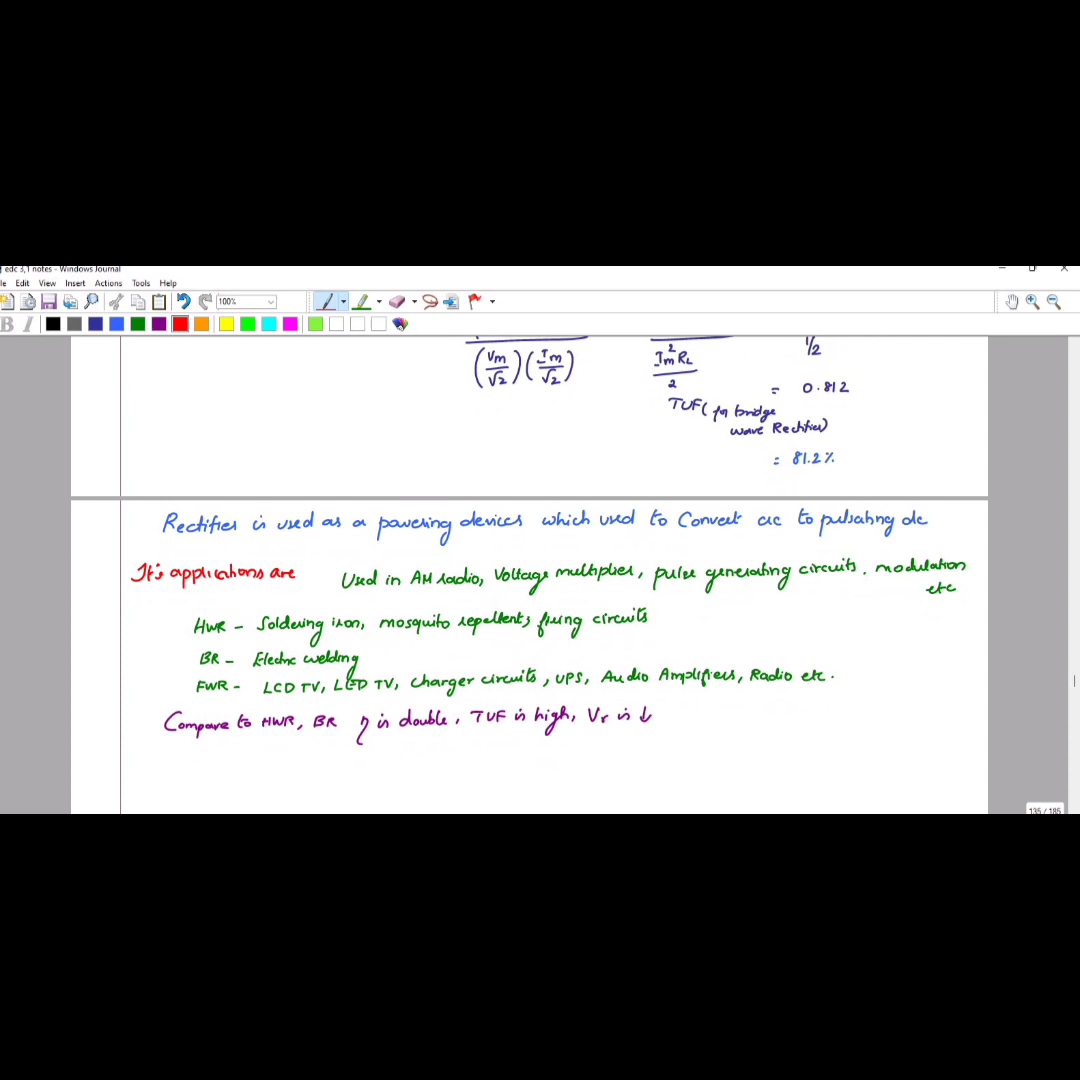 edc 3,1 notes - Windows Journal
le Edit View Insert Actions Tools Help
100%
B I
(Vm/√2) (Im/√2)
Im² RL / 2
1/2
= 0.812
TUF( for bridge
wave Rectifier)
= 81.2%
Rectifier is used as a powering devices which used to Convert ac to pulsating dc
It's applications are Used in AM radio, Voltage multiplier, pulse generating circuits. modulation
etc
HWR - Soldering iron, mosquito repellents, firing circuits
BR - Electric welding
FWR - LCD TV, LED TV, Charger circuits, UPS, Audio Amplifiers, Radio etc.
Compare to HWR, BR η is double, TUF is high, Vr is ↓
135 / 185